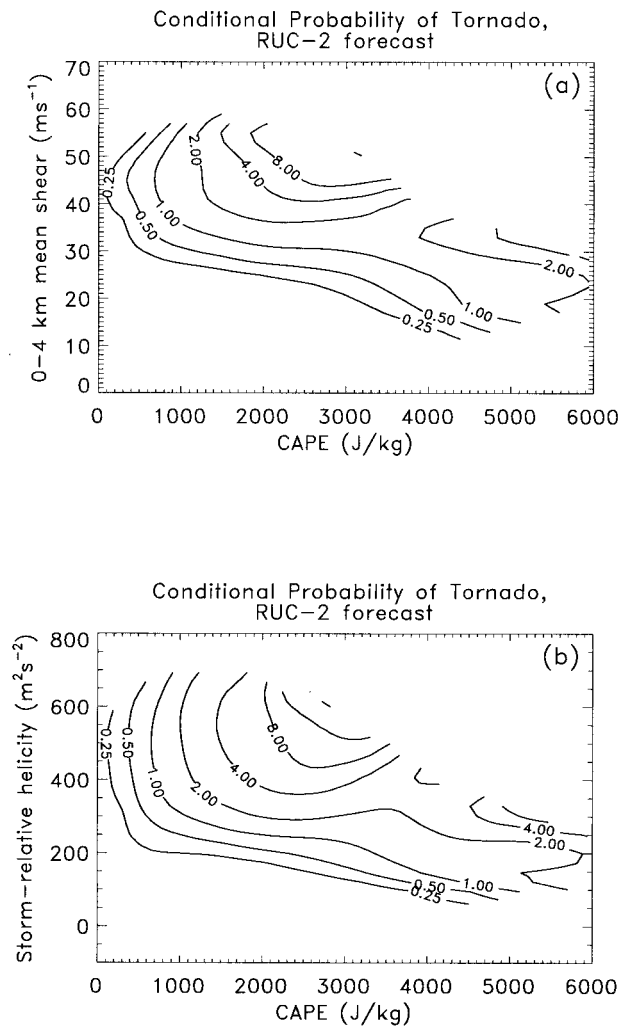 Conditional Probability of Tornado,
RUC-2 forecast
(a)
70
60
50
40
30
20
10
0
0-4 km mean shear (ms⁻¹)
0.25
0.50
1.00
2.00
4.00
8.00
2.00
1.00
0.50
0.25
0 1000 2000 3000 4000 5000 6000
CAPE (J/kg)
Conditional Probability of Tornado,
RUC-2 forecast
(b)
800
600
400
200
0
Storm-relative helicity (m²s⁻²)
0.25
0.50
1.00
2.00
4.00
8.00
4.00
2.00
1.00
0.50
0.25
0 1000 2000 3000 4000 5000 6000
CAPE (J/kg)